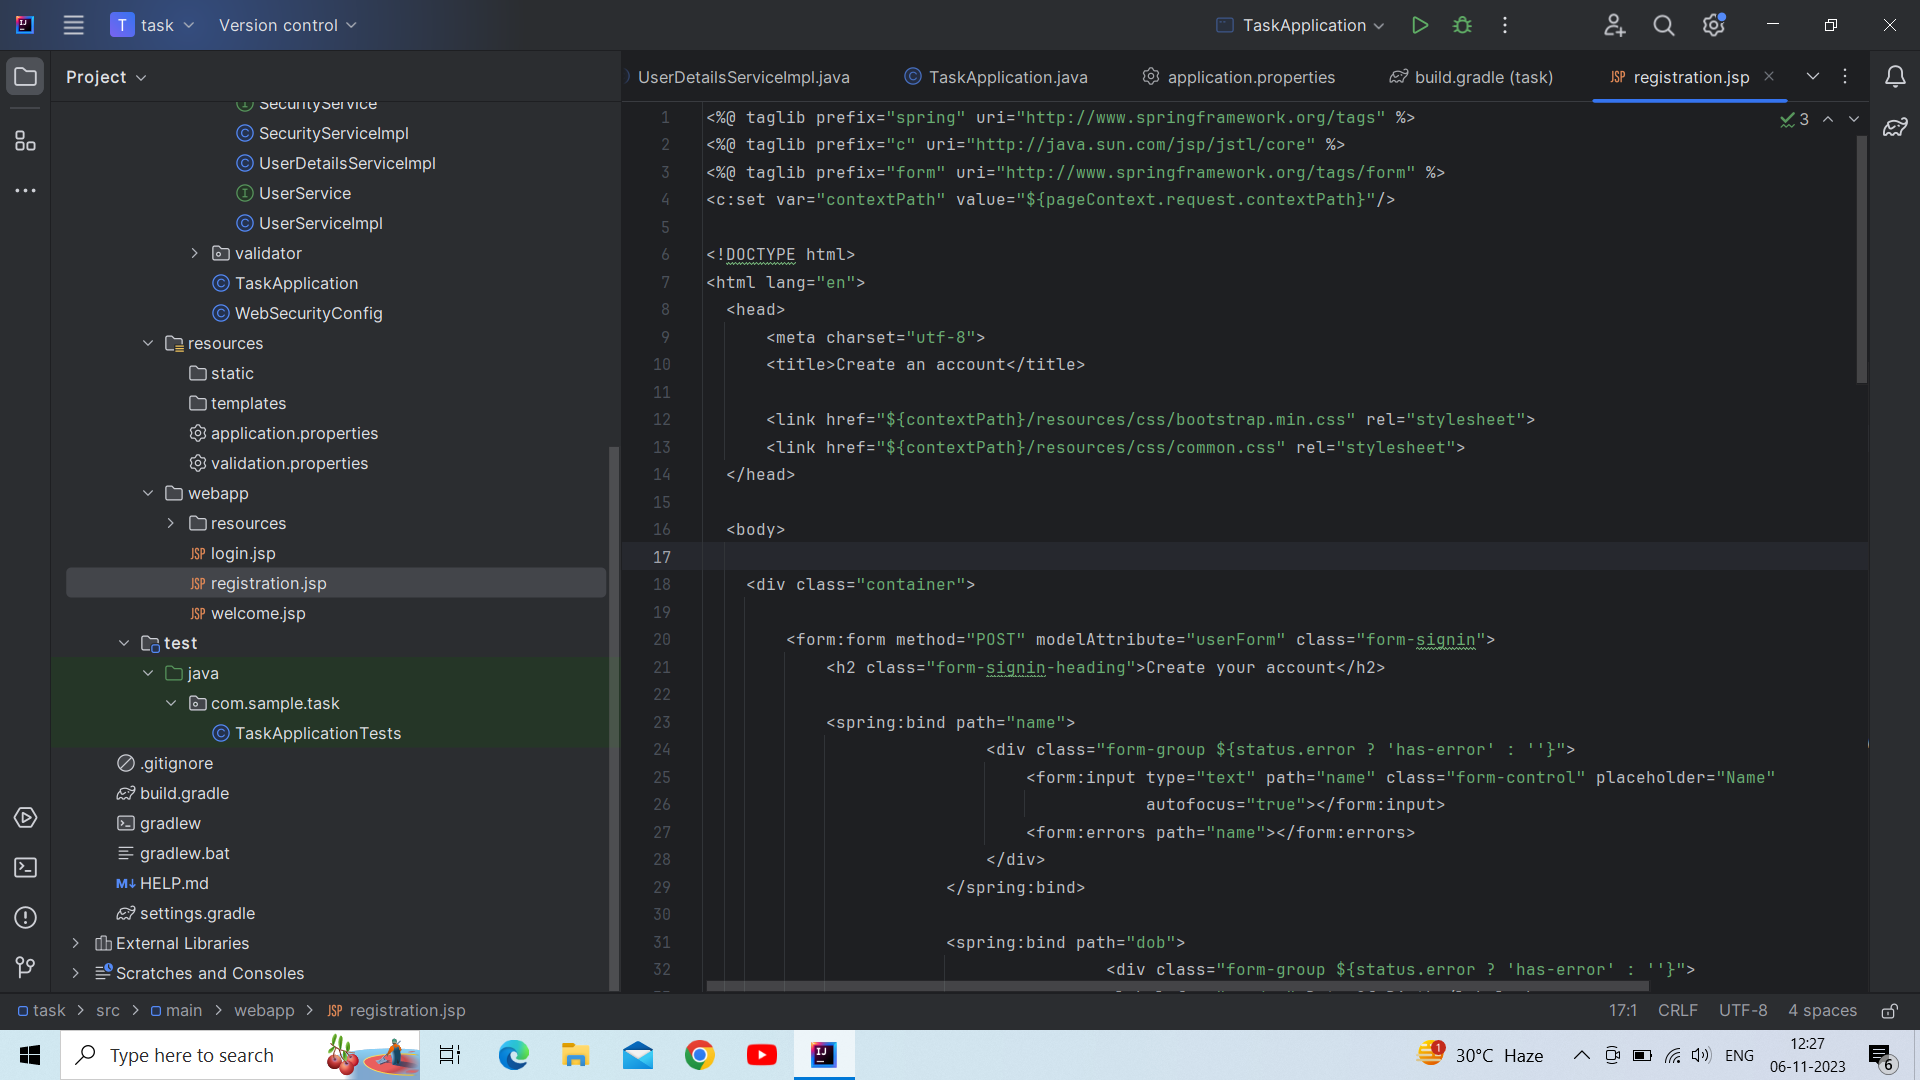 T task Version control TaskApplication
Project
UserDetailsServiceImpl.java TaskApplication.java application.properties build.gradle (task) JSP registration.jsp
SecurityService
SecurityServiceImpl
UserDetailsServiceImpl
UserService
UserServiceImpl
validator
TaskApplication
WebSecurityConfig
resources
static
templates
application.properties
validation.properties
webapp
resources
JSP login.jsp
JSP registration.jsp
JSP welcome.jsp
test
java
com.sample.task
TaskApplicationTests
.gitignore
build.gradle
gradlew
gradlew.bat
M↓ HELP.md
settings.gradle
External Libraries
Scratches and Consoles
1 <%@ taglib prefix="spring" uri="http://www.springframework.org/tags" %>
3
2 <%@ taglib prefix="c" uri="http://java.sun.com/jsp/jstl/core" %>
3 <%@ taglib prefix="form" uri="http://www.springframework.org/tags/form" %>
4 <c:set var="contextPath" value="${pageContext.request.contextPath}"/>
5
6 <!DOCTYPE html>
7 <html lang="en">
8 <head>
9 <meta charset="utf-8">
10 <title>Create an account</title>
11
12 <link href="${contextPath}/resources/css/bootstrap.min.css" rel="stylesheet">
13 <link href="${contextPath}/resources/css/common.css" rel="stylesheet">
14 </head>
15
16 <body>
17
18 <div class="container">
19
20 <form:form method="POST" modelAttribute="userForm" class="form-signin">
21 <h2 class="form-signin-heading">Create your account</h2>
22
23 <spring:bind path="name">
24 <div class="form-group ${status.error ? 'has-error' : ''}">
25 <form:input type="text" path="name" class="form-control" placeholder="Name"
26 autofocus="true"></form:input>
27 <form:errors path="name"></form:errors>
28 </div>
29 </spring:bind>
30
31 <spring:bind path="dob">
32 <div class="form-group ${status.error ? 'has-error' : ''}">
task > src > main > webapp > JSP registration.jsp
17:1 CRLF UTF-8 4 spaces
Type here to search
1 30°C Haze
ENG
12:27
06-11-2023
6